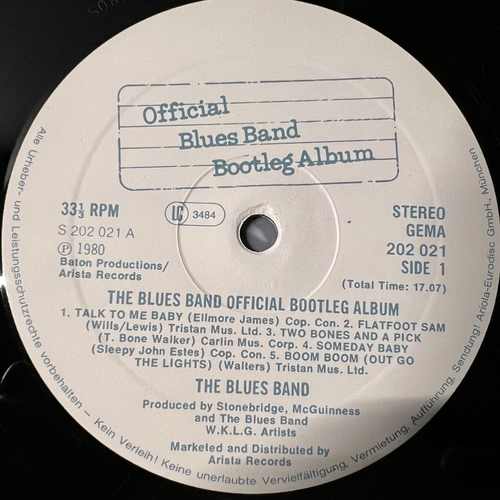 Official
Blues Band
Bootleg Album
33⅓ RPM
LC 3484
STEREO
S 202 021 A
GEMA
℗ 1980
202 021
Baton Productions/
Arista Records
SIDE 1
(Total Time: 17.07)
THE BLUES BAND OFFICIAL BOOTLEG ALBUM
1. TALK TO ME BABY (Ellmore James) Cop. Con. 2. FLATFOOT SAM
(Wills/Lewis) Tristan Mus. Ltd. 3. TWO BONES AND A PICK
(T. Bone Walker) Carlin Mus. Corp. 4. SOMEDAY BABY
(Sleepy John Estes) Cop. Con. 5. BOOM BOOM (OUT GO
THE LIGHTS) (Walters) Tristan Mus. Ltd.
THE BLUES BAND
Produced by Stonebridge, McGuinness
and The Blues Band
W.K.L.G. Artists
Marketed and Distributed by
Arista Records
Alle Urheber- und Leistungsschutzrechte vorbehalten – Kein Verleih! Keine unerlaubte Vervielfältigung, Vermietung, Aufführung, Sendung! Ariola-Eurodisc GmbH., München